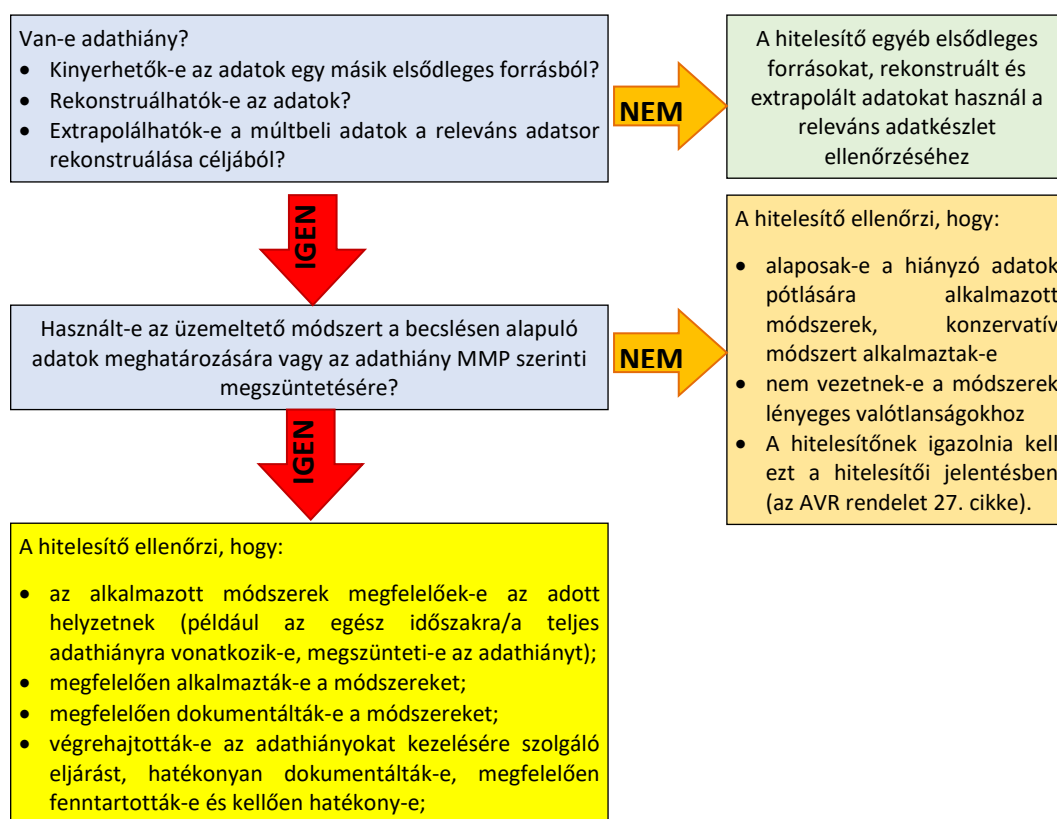 Van-e adathiány?
• Kinyerhetők-e az adatok egy másik elsődleges forrásból?
• Rekonstruálhatók-e az adatok?
• Extrapolálhatók-e a múltbeli adatok a releváns adatsor
rekonstruálása céljából?
NEM
A hitelesítő egyéb elsődleges
forrásokat, rekonstruált és
extrapolált adatokat használ a
releváns adatkészlet
ellenőrzéséhez
IGEN
Használt-e az üzemeltető módszert a becslésen alapuló
adatok meghatározására vagy az adathiány MMP szerinti
megszüntetésére?
NEM
A hitelesítő ellenőrzi, hogy:
• alaposak-e a hiányzó adatok
pótlására alkalmazott
módszerek, konzervatív
módszert alkalmaztak-e
• nem vezetnek-e a módszerek
lényeges valótlanságokhoz
• A hitelesítőnek igazolnia kell
ezt a hitelesítői jelentésben
(az AVR rendelet 27. cikke).
IGEN
A hitelesítő ellenőrzi, hogy:
• az alkalmazott módszerek megfelelőek-e az adott
helyzetnek (például az egész időszakra/a teljes
adathiányra vonatkozik-e, megszünteti-e az adathiányt);
• megfelelően alkalmazták-e a módszereket;
• megfelelően dokumentálták-e a módszereket;
• végrehajtották-e az adathiányokat kezelésére szolgáló
eljárást, hatékonyan dokumentálták-e, megfelelően
fenntartották-e és kellően hatékony-e;